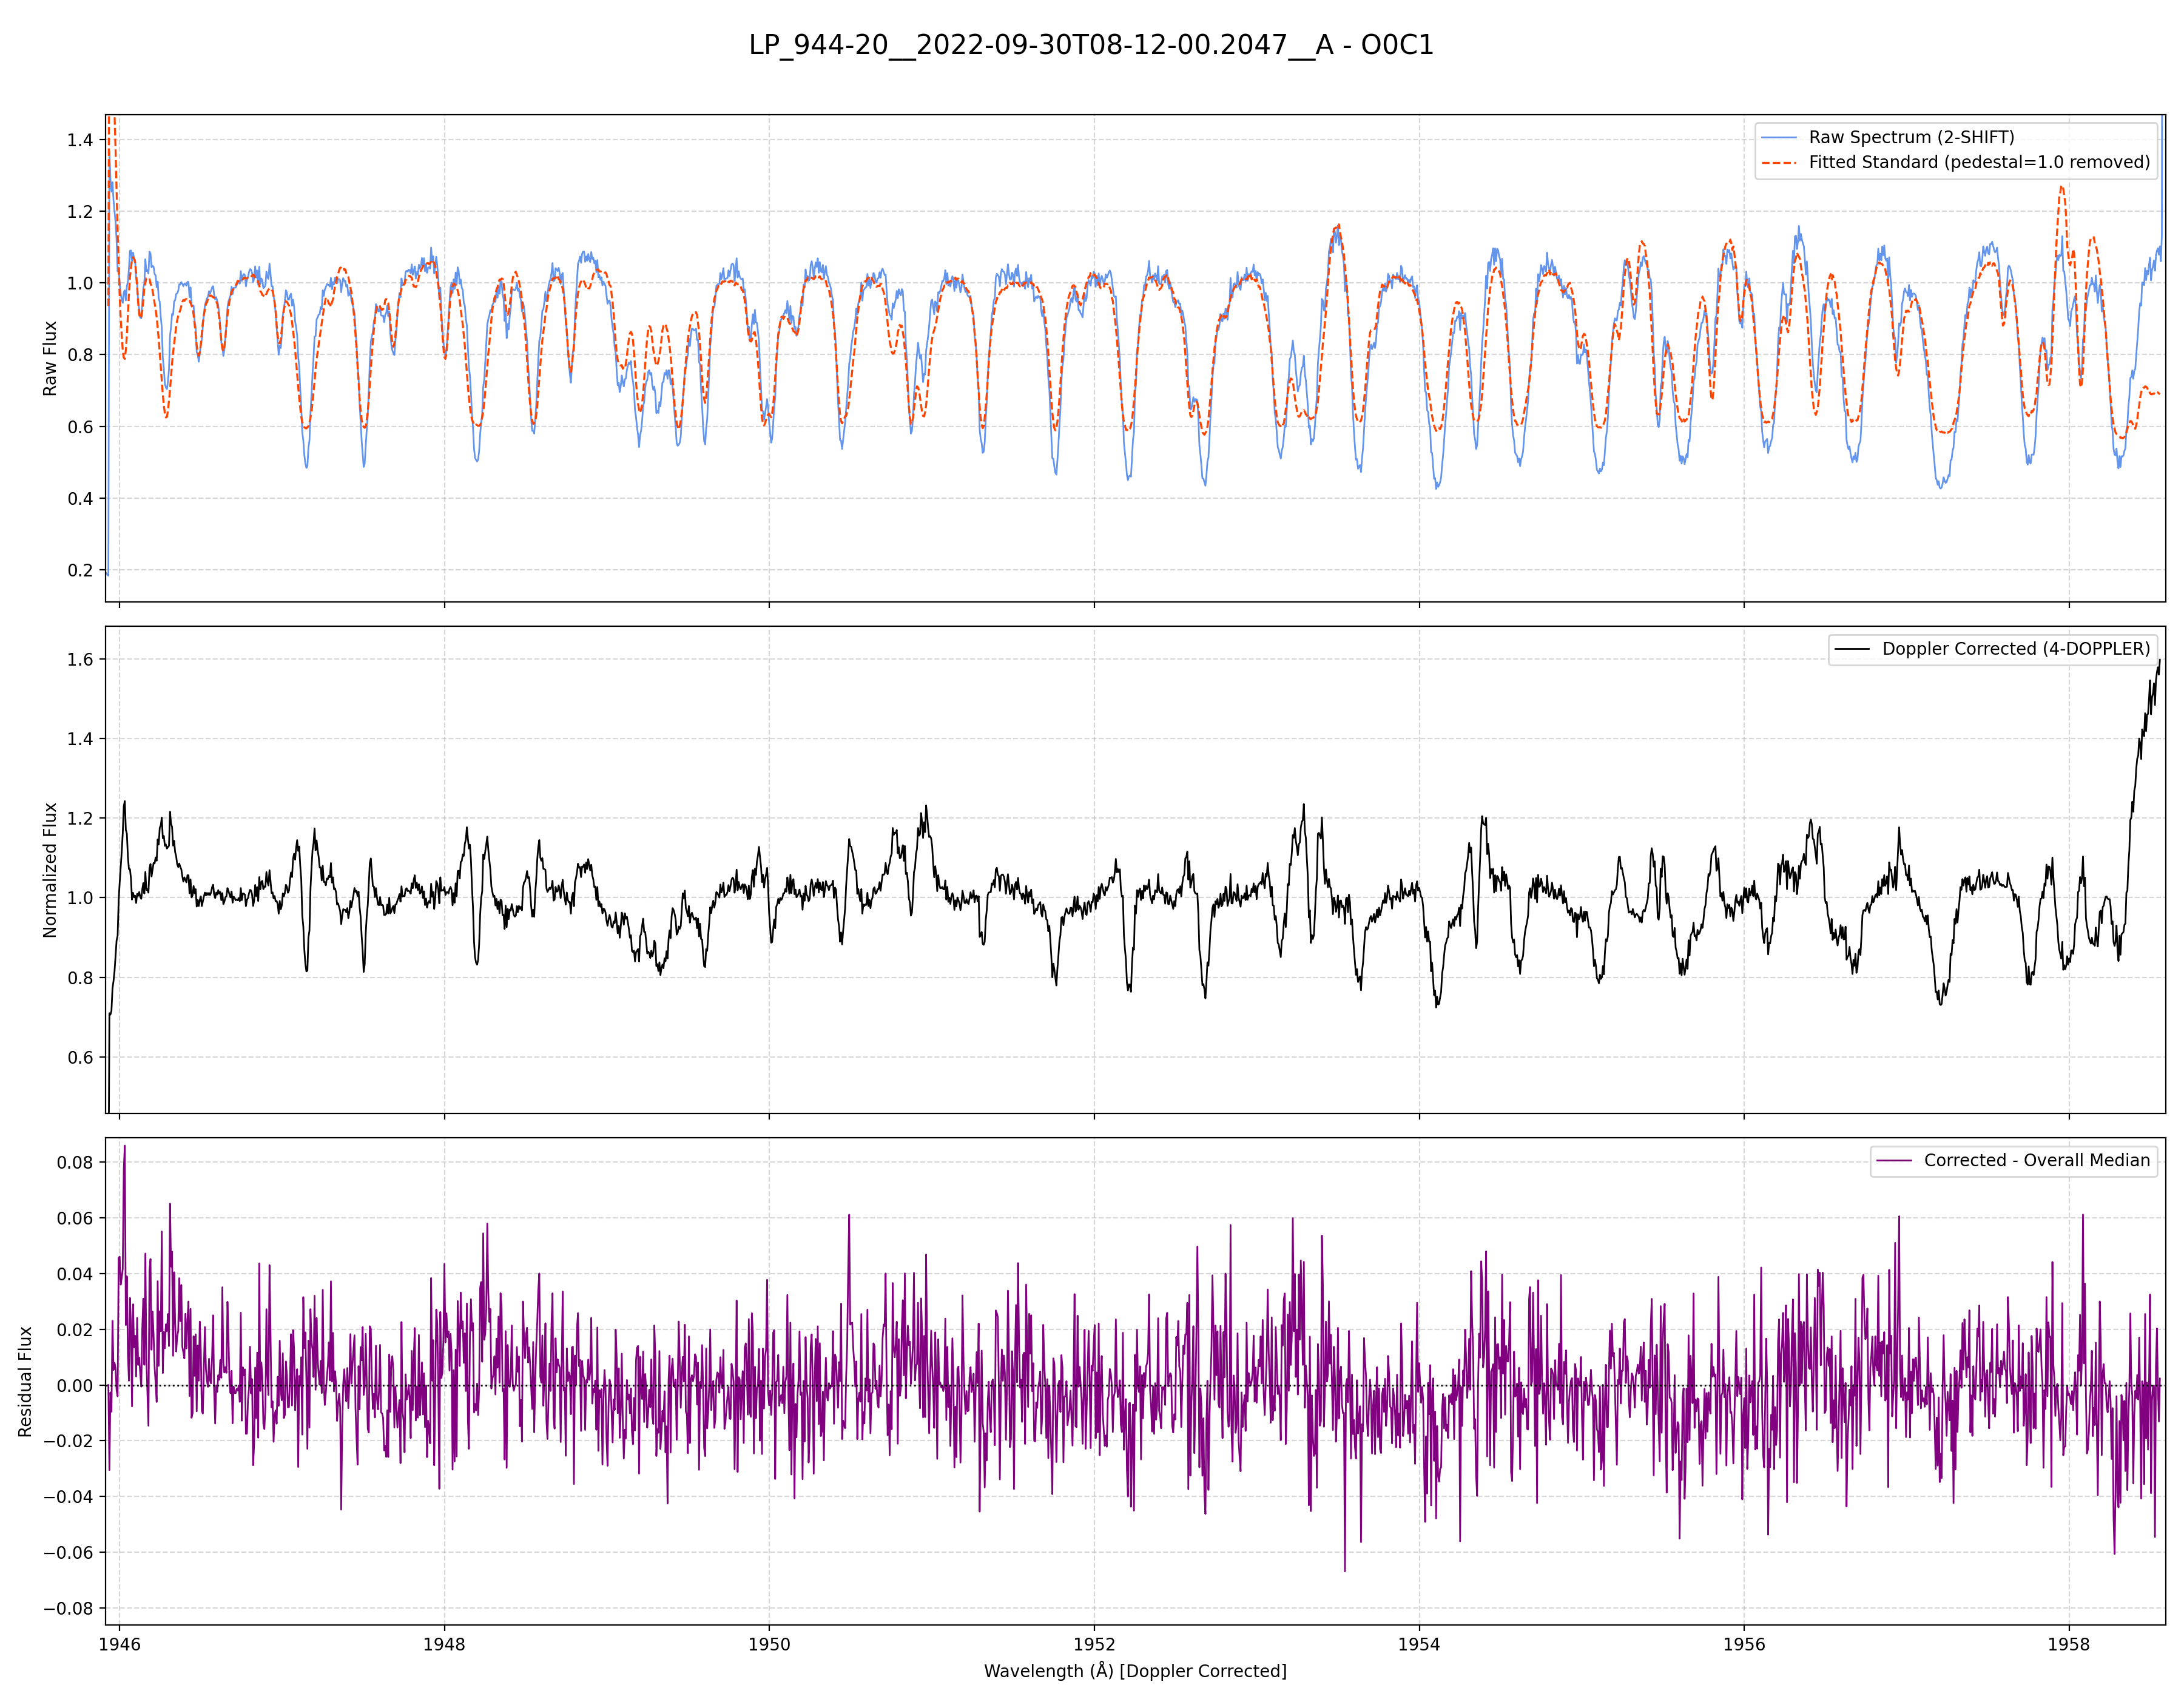 LP_944-20__2022-09-30T08-12-00.2047__A - O0C1
Raw Flux
1.4
1.2
1.0
0.8
0.6
0.4
0.2
Raw Spectrum (2-SHIFT)
Fitted Standard (pedestal=1.0 removed)
Normalized Flux
1.6
1.4
1.2
1.0
0.8
0.6
Doppler Corrected (4-DOPPLER)
Residual Flux
0.08
0.06
0.04
0.02
0.00
−0.02
−0.04
−0.06
−0.08
Corrected - Overall Median
1946 1948 1950 1952 1954 1956 1958
Wavelength (Å) [Doppler Corrected]